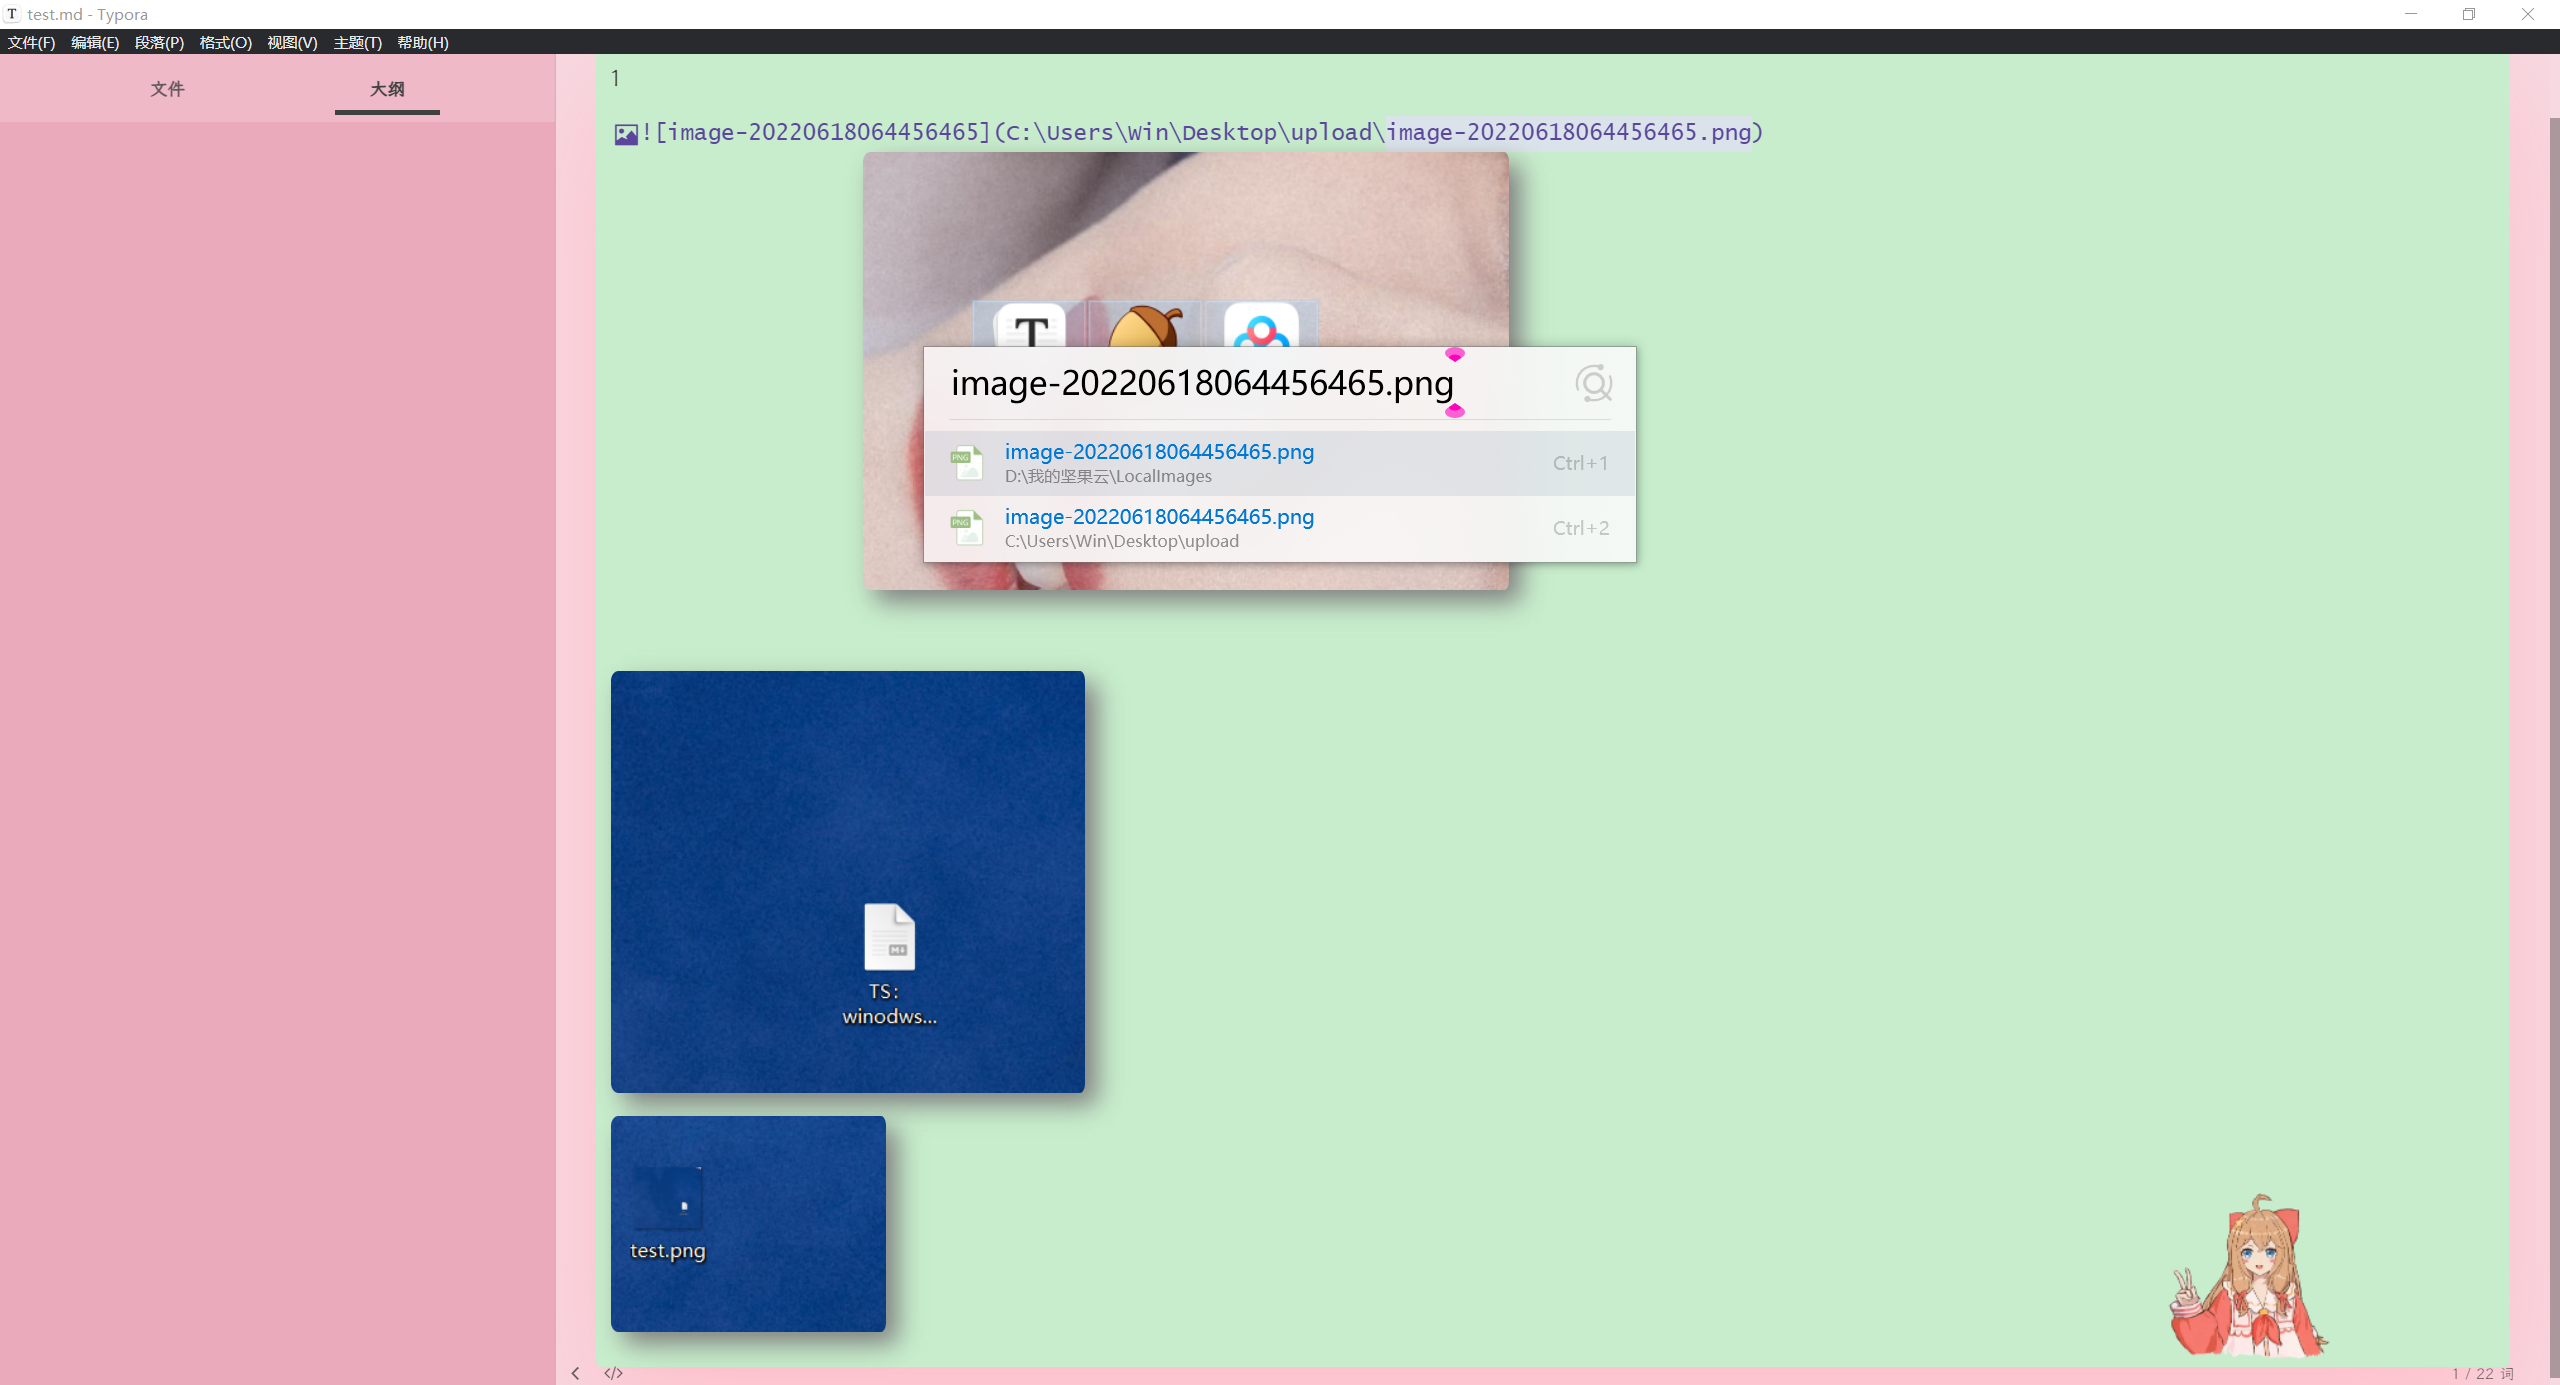 test.md - Typora
文件(F) 编辑(E) 段落(P) 格式(O) 视图(V) 主题(T) 帮助(H)
文件 大纲
1
![image-20220618064456465](C:\Users\Win\Desktop\upload\image-20220618064456465.png)
T
image-20220618064456465.png
PNG
image-20220618064456465.png
D:\我的坚果云\LocalImages
Ctrl+1
PNG
image-20220618064456465.png
C:\Users\Win\Desktop\upload
Ctrl+2
TS:
winodws...
test.png
</> 1 / 22 词